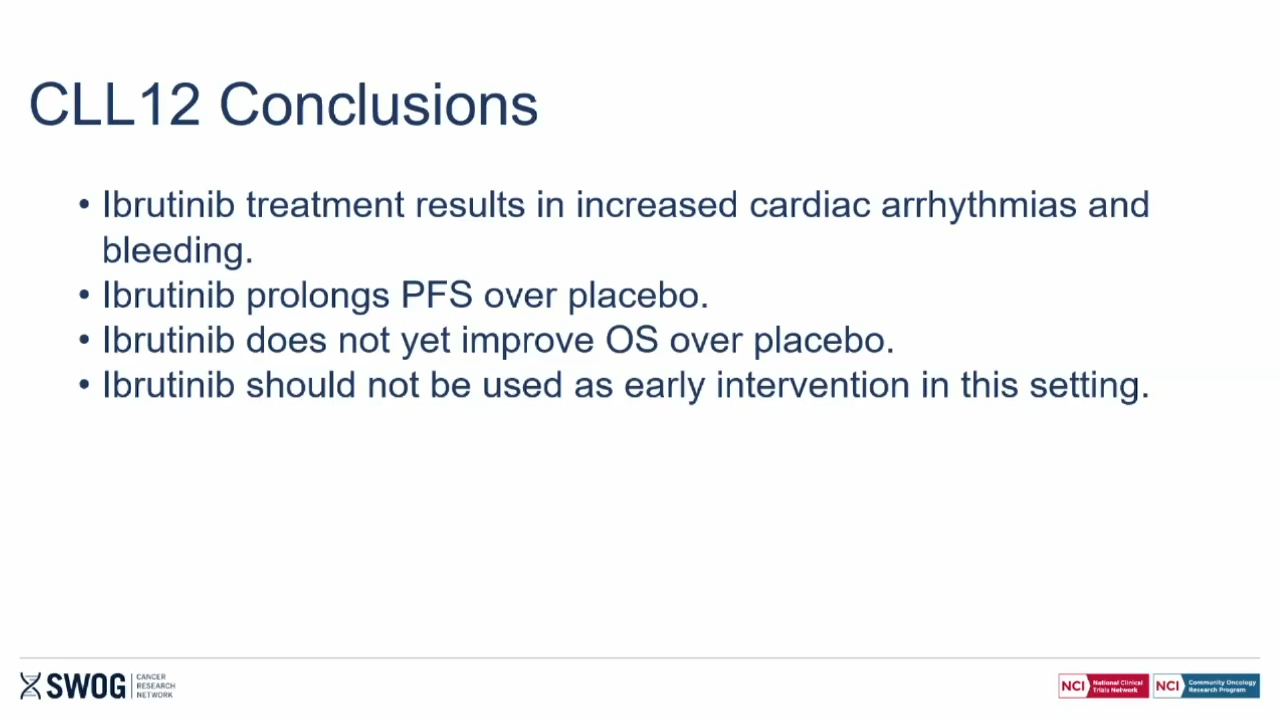 CLL12 Conclusions
• Ibrutinib treatment results in increased cardiac arrhythmias and
bleeding.
• Ibrutinib prolongs PFS over placebo.
• Ibrutinib does not yet improve OS over placebo.
• Ibrutinib should not be used as early intervention in this setting.
SWOG
CANCER
RESEARCH
NETWORK
NCI
National Clinical
Trials Network
NCI
Community Oncology
Research Program